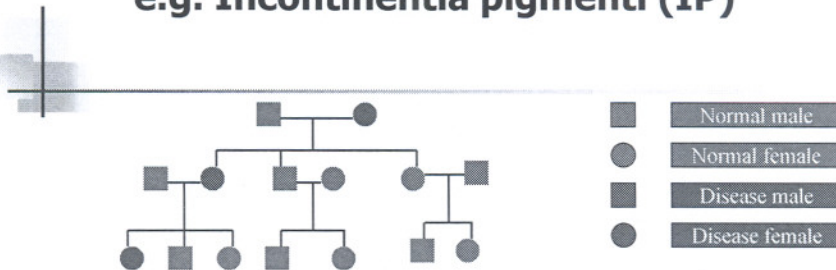 e.g. Incontinentia pigmenti (IP)
Normal male
Normal female
Disease male
Disease female